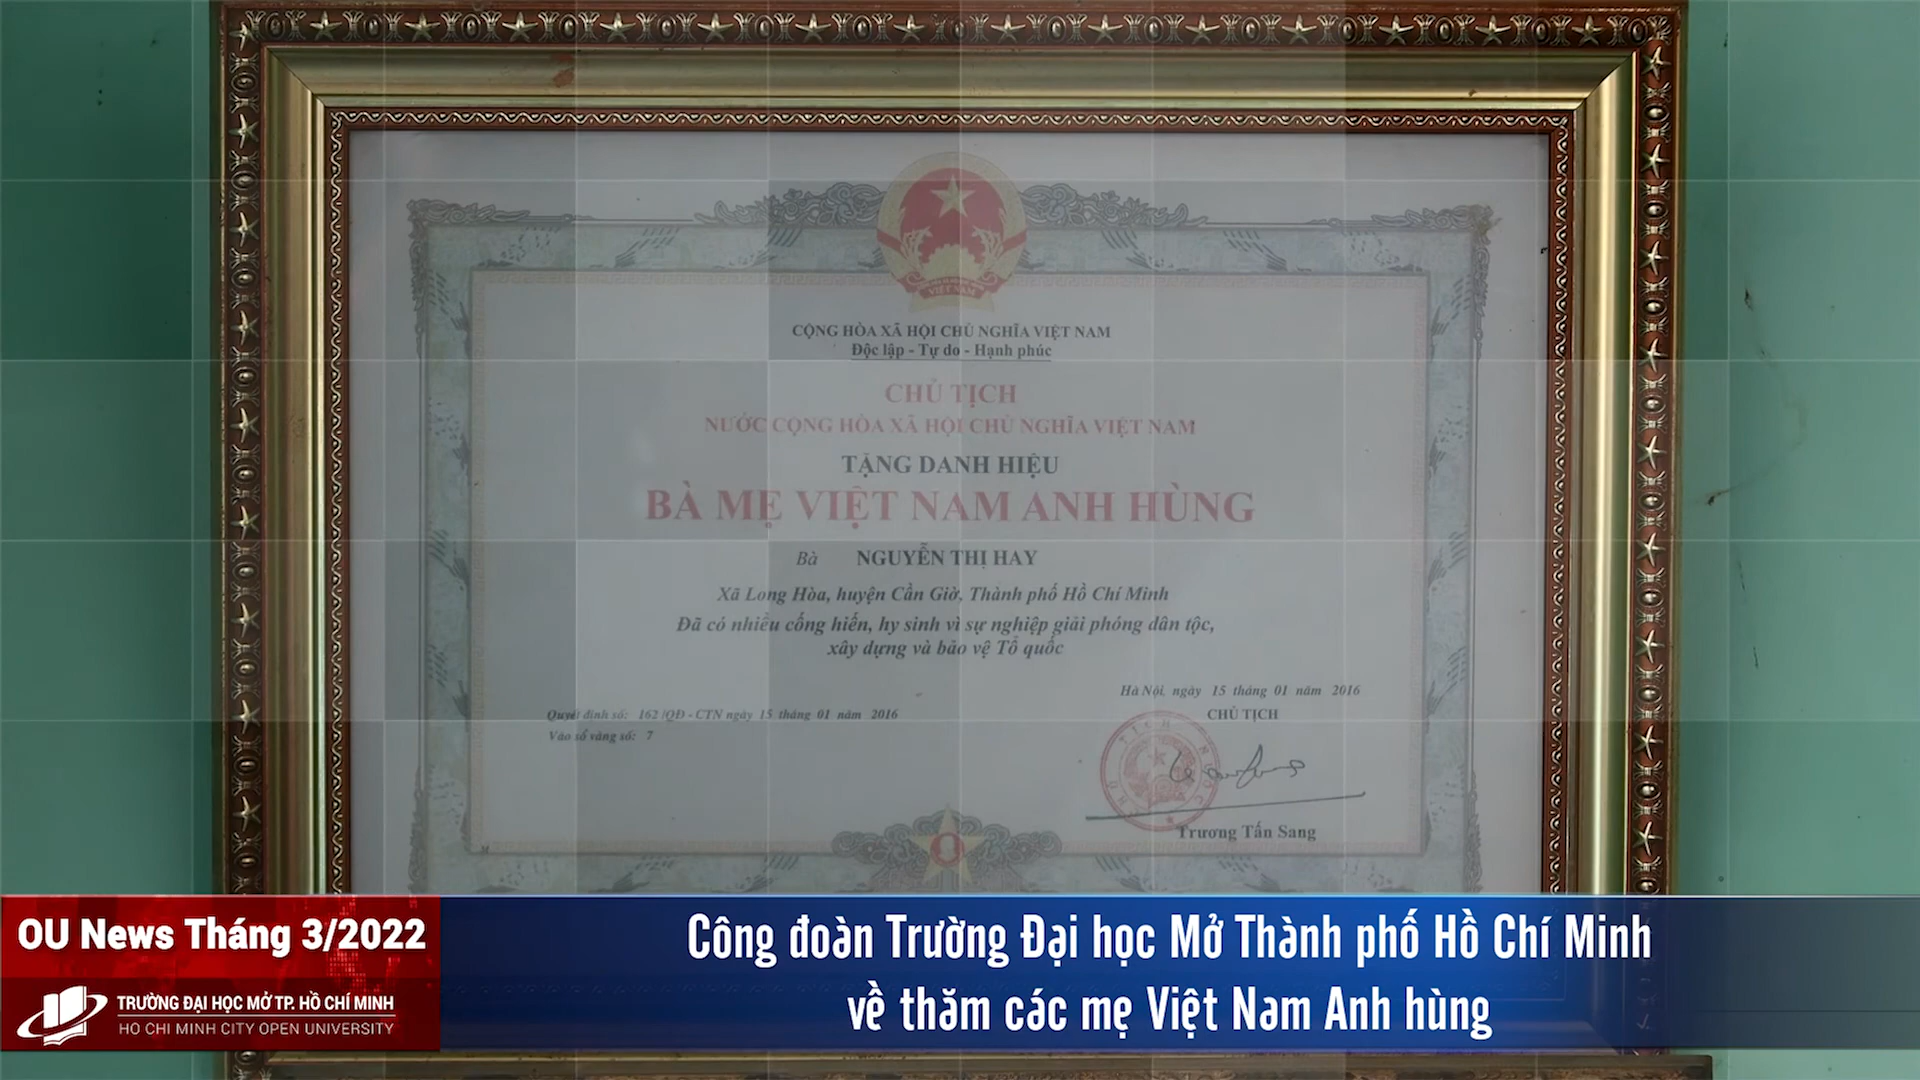 VIỆT NAM
CỘNG HÒA XÃ HỘI CHỦ NGHĨA VIỆT NAM
Độc lập - Tự do - Hạnh phúc
CHỦ TỊCH
NƯỚC CỘNG HÒA XÃ HỘI CHỦ NGHĨA VIỆT NAM
TẶNG DANH HIỆU
BÀ MẸ VIỆT NAM ANH HÙNG
Bà NGUYỄN THỊ HAY
Xã Long Hòa, huyện Cần Giờ, Thành phố Hồ Chí Minh
Đã có nhiều cống hiến, hy sinh vì sự nghiệp giải phóng dân tộc,
xây dựng và bảo vệ Tổ quốc
Hà Nội, ngày 15 tháng 01 năm 2016
Quyết định số: 162 /QĐ - CTN ngày 15 tháng 01 năm 2016
CHỦ TỊCH
Vào sổ vàng số: 7
CHỦ TỊCH NƯỚC
Trương Tấn Sang
OU News Tháng 3/2022
TRƯỜNG ĐẠI HỌC MỞ TP. HỒ CHÍ MINH
HO CHI MINH CITY OPEN UNIVERSITY
Công đoàn Trường Đại học Mở Thành phố Hồ Chí Minh
về thăm các mẹ Việt Nam Anh hùng